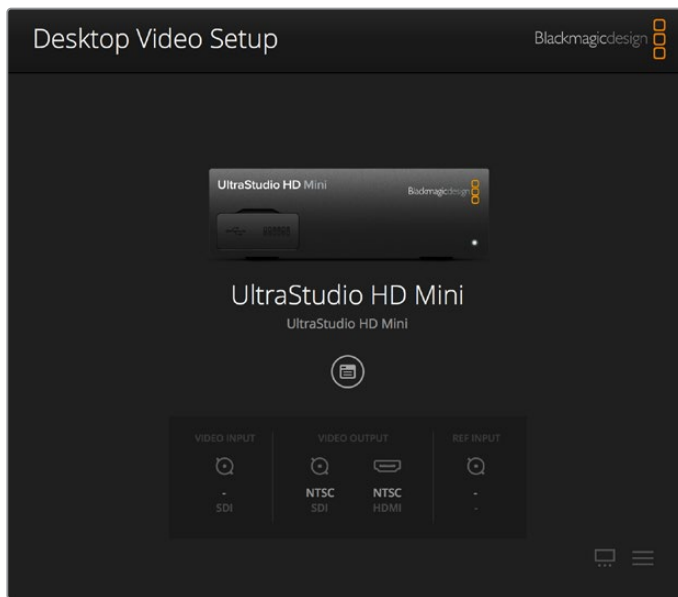 Desktop Video Setup
Blackmagicdesign
UltraStudio HD Mini
Blackmagicdesign
UltraStudio HD Mini
UltraStudio HD Mini
VIDEO INPUT
VIDEO OUTPUT
REF INPUT
-
NTSC
NTSC
-
SDI
SDI
HDMI
-